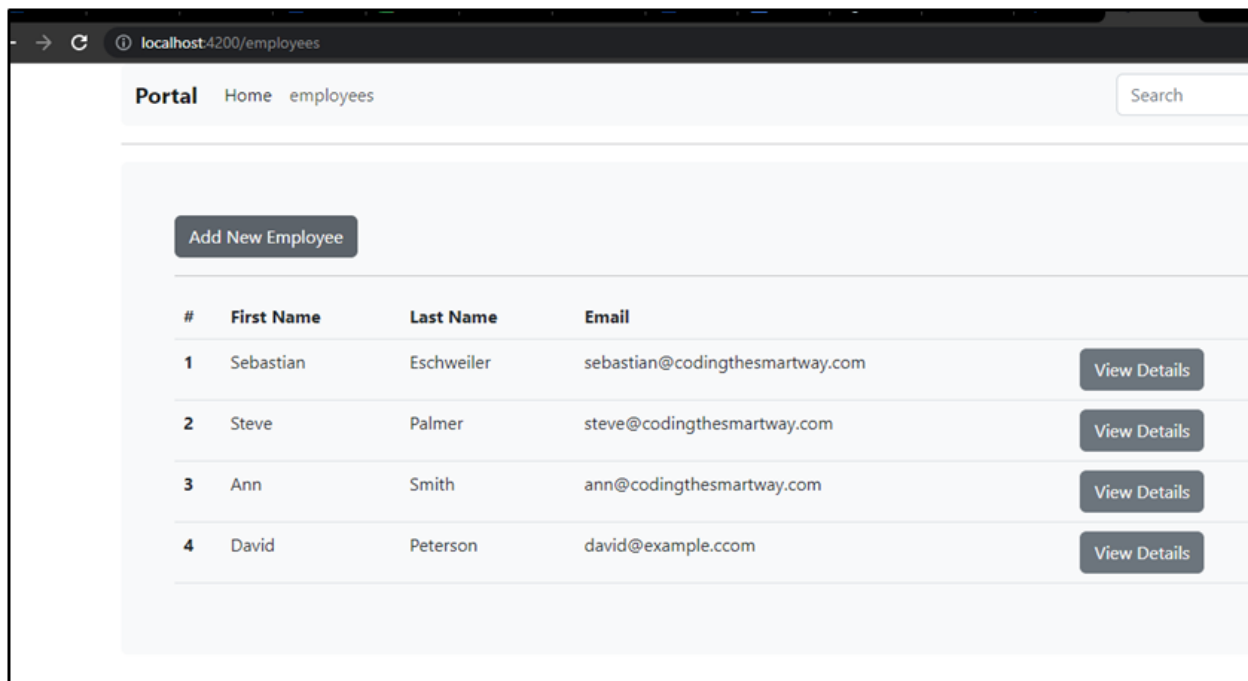 localhost:4200/employees
Portal Home employees Search
Add New Employee
# First Name Last Name Email
1 Sebastian Eschweiler sebastian@codingthesmartway.com View Details
2 Steve Palmer steve@codingthesmartway.com View Details
3 Ann Smith ann@codingthesmartway.com View Details
4 David Peterson david@example.ccom View Details